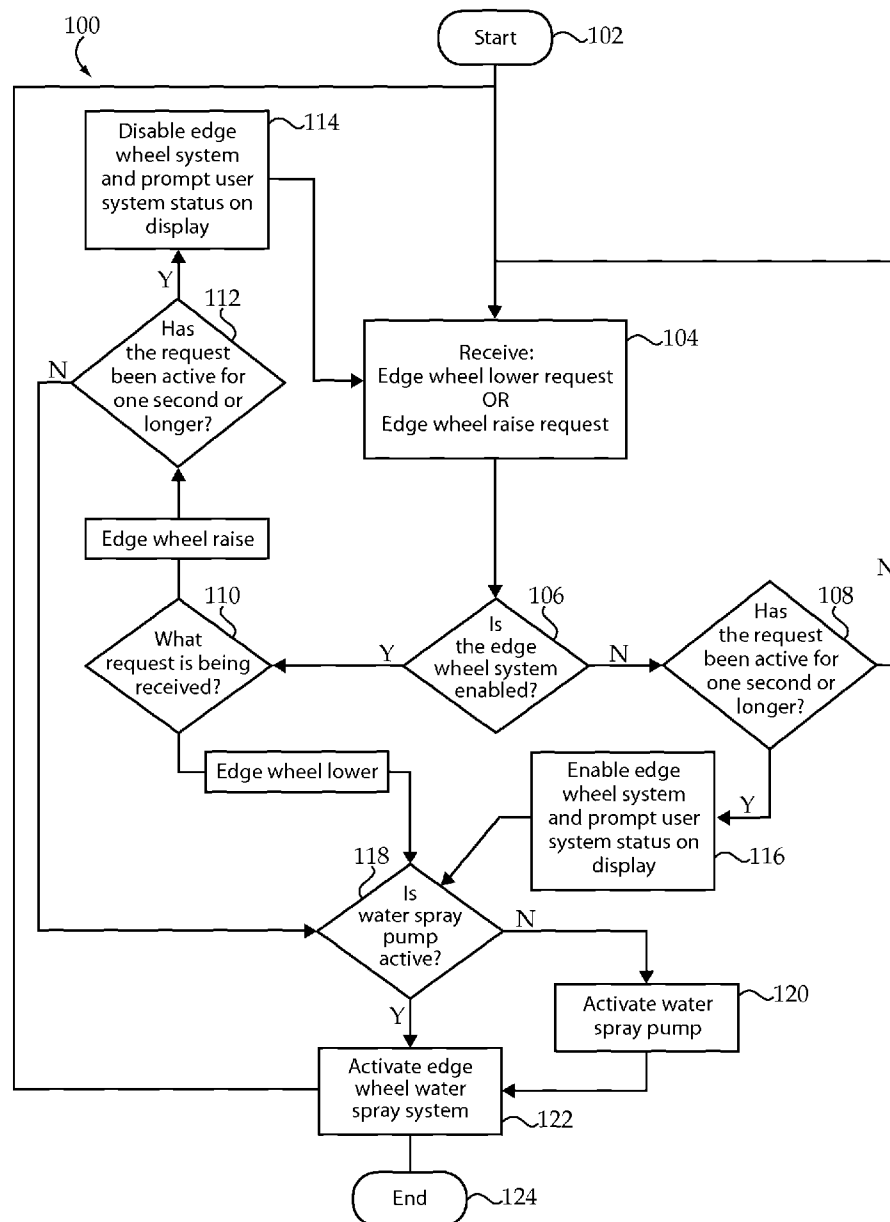 Start
102
100
Disable edge
wheel system
and prompt user
system status on
display
114
Y
112
Has
the request
been active for
one second or
longer?
N
Receive:
Edge wheel lower request
OR
Edge wheel raise request
104
Edge wheel raise
110
What
request is being
received?
Y
106
Is
the edge
wheel system
enabled?
N
108
Has
the request
been active for
one second or
longer?
N
Edge wheel lower
Enable edge
wheel system
and prompt user
system status on
display
Y
116
118
Is
water spray
pump
active?
N
Y
Activate water
spray pump
120
Activate edge
wheel water
spray system
122
End
124